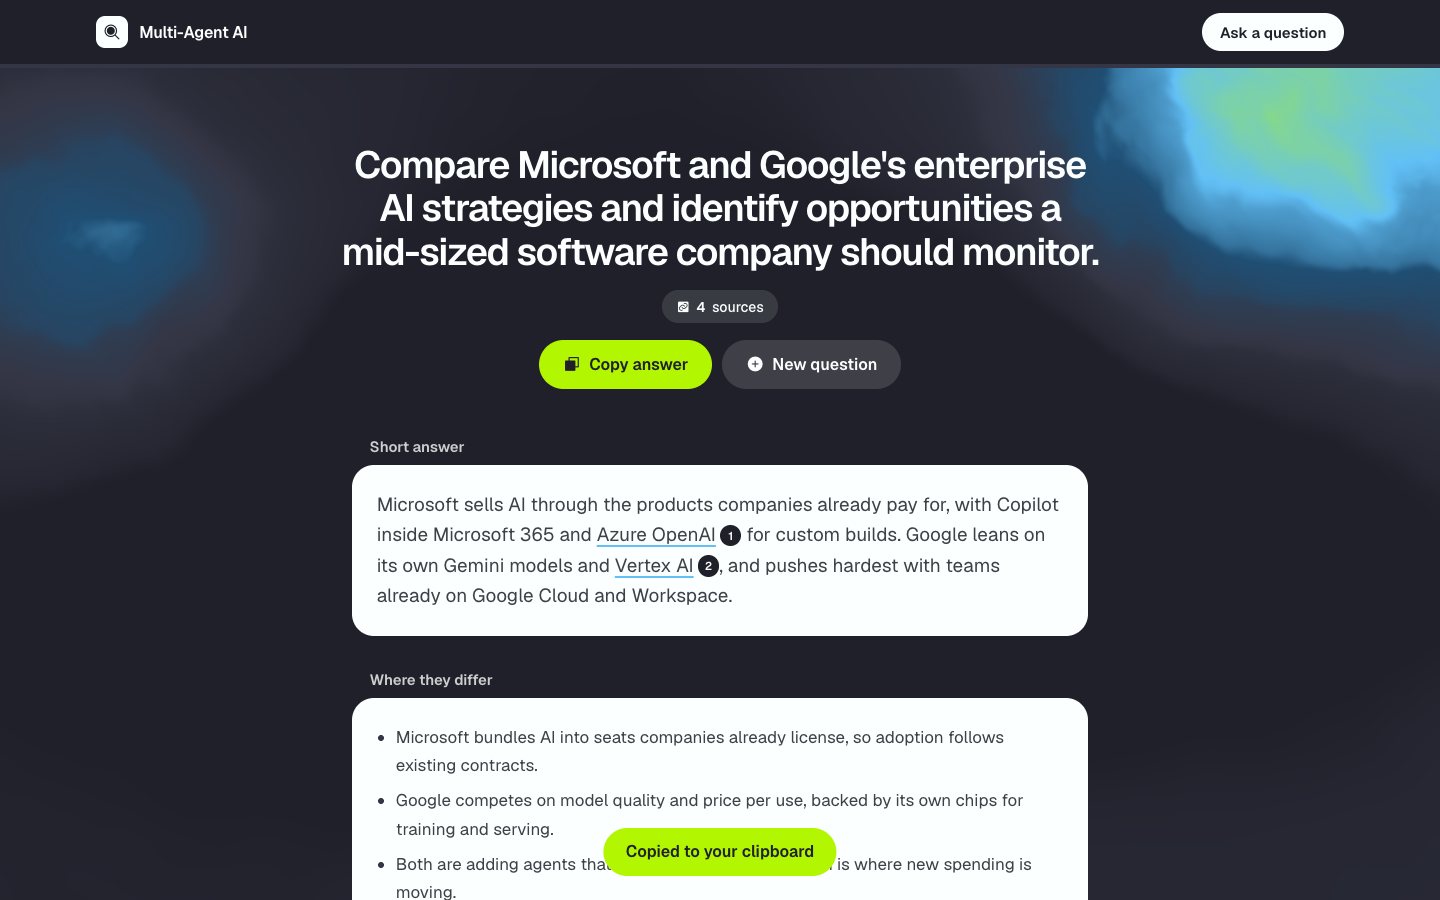 Multi-Agent AI
Ask a question
Compare Microsoft and Google's enterprise
AI strategies and identify opportunities a
mid-sized software company should monitor.
4 sources
Copy answer
New question
Short answer
Microsoft sells AI through the products companies already pay for, with Copilot
inside Microsoft 365 and Azure OpenAI 1 for custom builds. Google leans on
its own Gemini models and Vertex AI 2, and pushes hardest with teams
already on Google Cloud and Workspace.
Where they differ
Microsoft bundles AI into seats companies already license, so adoption follows
existing contracts.
Google competes on model quality and price per use, backed by its own chips for
training and serving.
Both are adding agents that is where new spending is
moving.
Copied to your clipboard